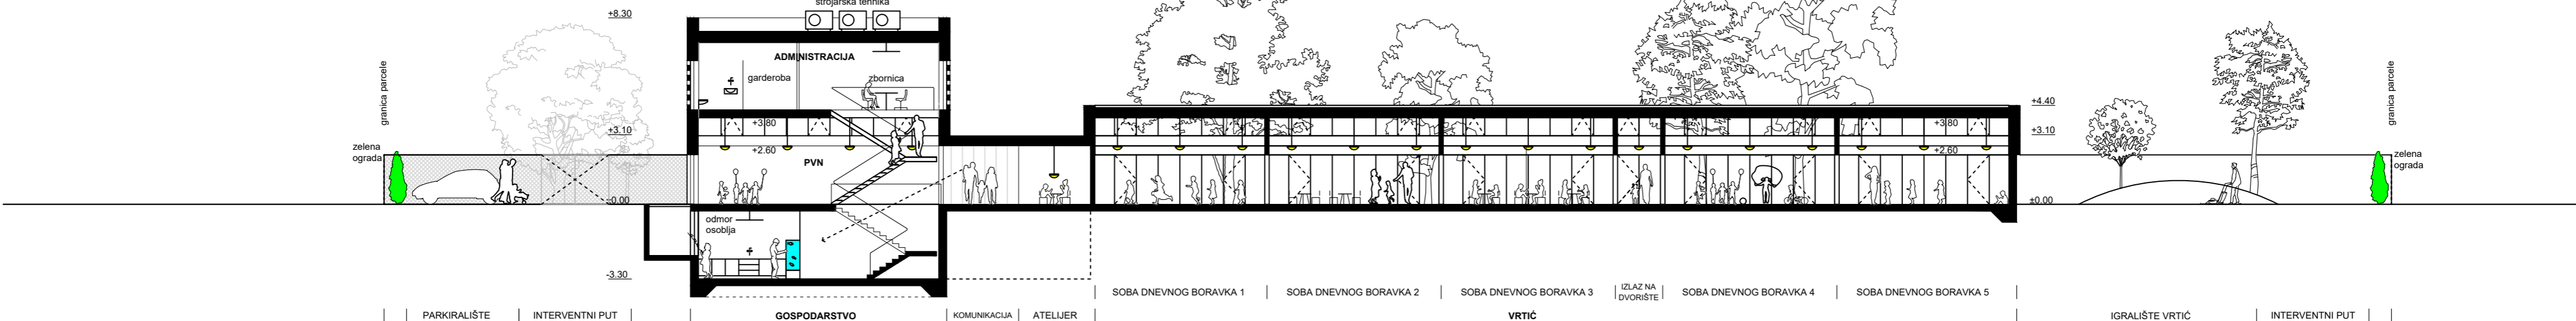 strojarska tehnika
+8.30
ADMINISTRACIJA
garderoba
zbornica
granica parcele
granica parcele
+4.40
+3.80
+3.80
+3.10
+3.10
+2.60
+2.60
PVN
zelena
ograda
zelena
ograda
±0.00
±0.00
odmor
osoblja
-3.30
SOBA DNEVNOG BORAVKA 1
SOBA DNEVNOG BORAVKA 2
SOBA DNEVNOG BORAVKA 3
IZLAZ NA
DVORIŠTE
SOBA DNEVNOG BORAVKA 4
SOBA DNEVNOG BORAVKA 5
PARKIRALIŠTE
INTERVENTNI PUT
GOSPODARSTVO
KOMUNIKACIJA
ATELIJER
VRTIĆ
IGRALIŠTE VRTIĆ
INTERVENTNI PUT